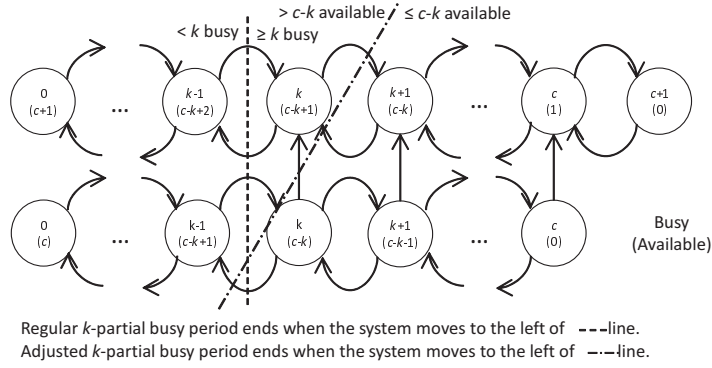 > c-k available
≤ c-k available
< k busy
≥ k busy
0
(c+1)
...
k-1
(c-k+2)
k
(c-k+1)
k+1
(c-k)
...
c
(1)
c+1
(0)
0
(c)
...
k-1
(c-k+1)
k
(c-k)
k+1
(c-k-1)
...
c
(0)
Busy
(Available)
Regular k-partial busy period ends when the system moves to the left of ---line.
Adjusted k-partial busy period ends when the system moves to the left of -·-line.